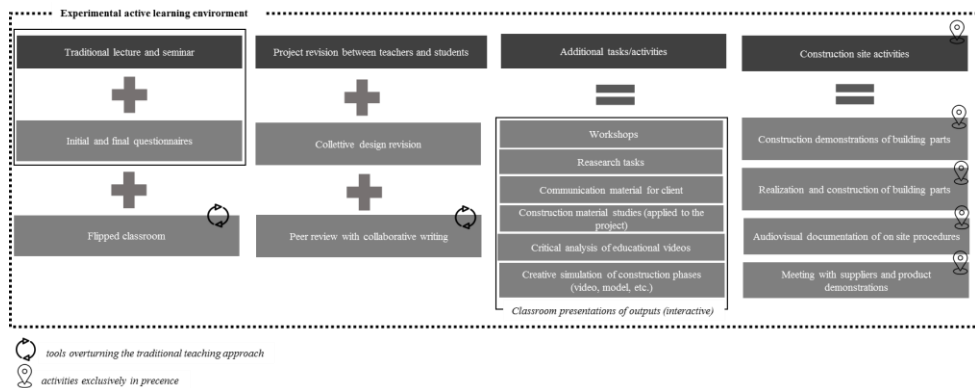 Experimental active learning envirorment
Traditional lecture and seminar
Initial and final questionnaires
Flipped classroom
Project revision between teachers and students
Collettive design revision
Peer review with collaborative writing
Additional tasks/activities
Workshops
Reasearch tasks
Communication material for client
Construction material studies (applied to the
project)
Critical analysis of educational videos
Creative simulation of construction phases
(video, model, etc.)
Classroom presentations of outputs (interactive)
Construction site activities
Construction demonstrations of building parts
Realization and construction of building parts
Audiovisual documentation of on site procedures
Meeting with suppliers and product
demonstrations
tools overturning the traditional teaching approach
activities exclusively in precence